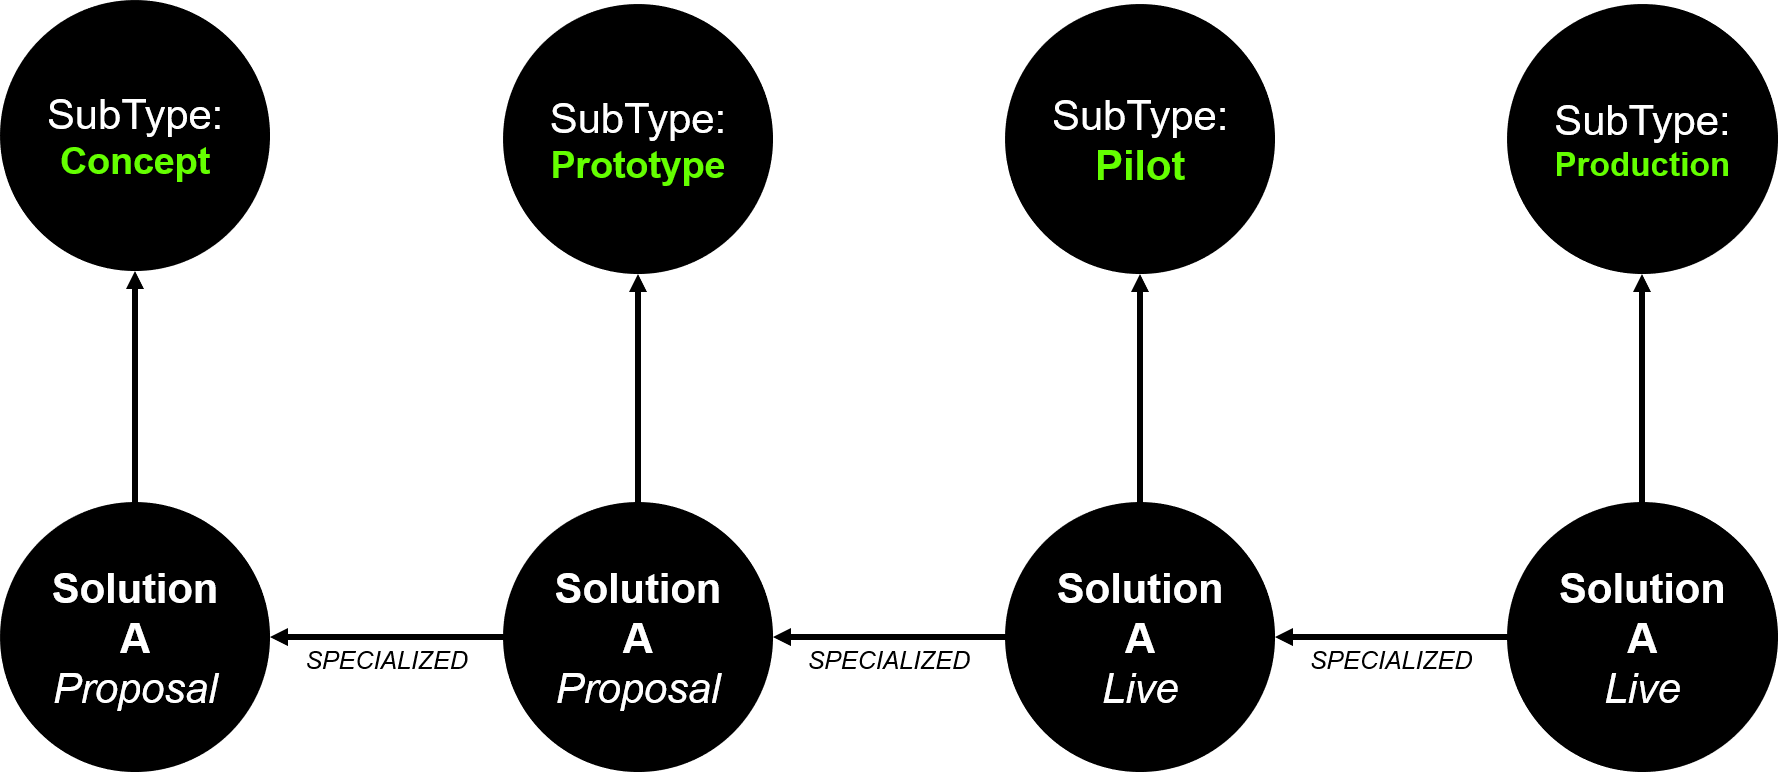 SubType:
Concept
SubType:
Prototype
SubType:
Pilot
SubType:
Production
Solution
A
Proposal
SPECIALIZED
Solution
A
Proposal
SPECIALIZED
Solution
A
Live
SPECIALIZED
Solution
A
Live